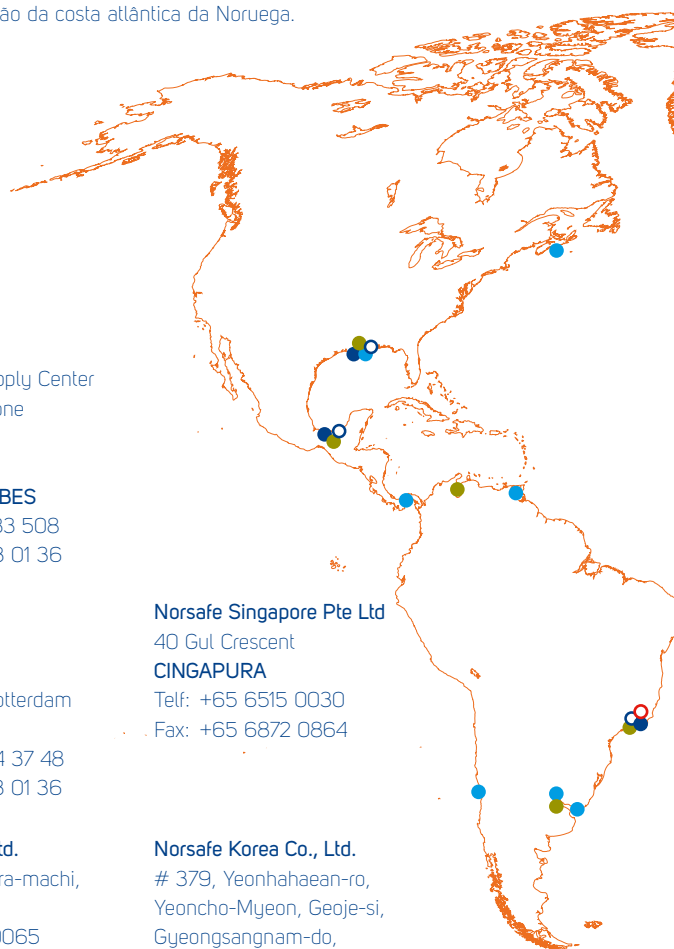 ão da costa atlântica da Noruega.
pply Center
one
BES
33 508
3 01 36
otterdam
4 37 48
3 01 36
Norsafe Singapore Pte Ltd
40 Gul Crescent
CINGAPURA
Telf: +65 6515 0030
Fax: +65 6872 0864
td.
ra-machi,
0065
Norsafe Korea Co., Ltd.
# 379, Yeonhahaean-ro,
Yeoncho-Myeon, Geoje-si,
Gyeongsangnam-do,